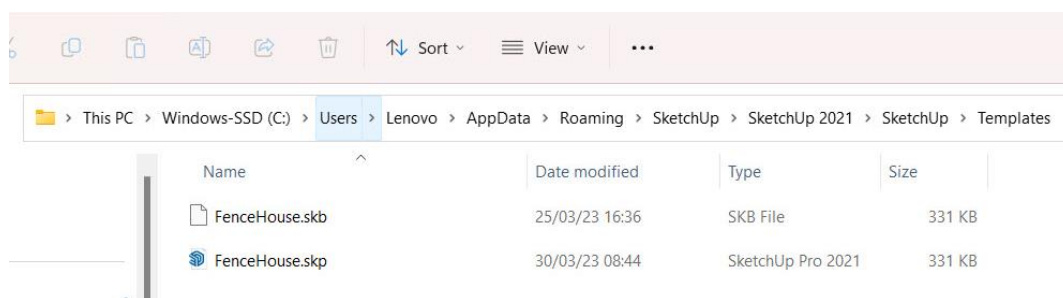 Sort View ...
This PC > Windows-SSD (C:) > Users > Lenovo > AppData > Roaming > SketchUp > SketchUp 2021 > SketchUp > Templates
Name Date modified Type Size
FenceHouse.skb 25/03/23 16:36 SKB File 331 KB
FenceHouse.skp 30/03/23 08:44 SketchUp Pro 2021 331 KB